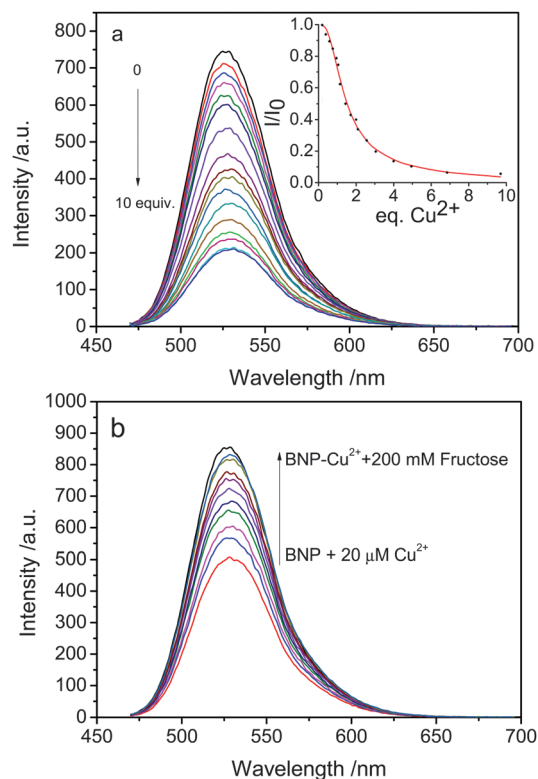 a
800
700
600
500
400
300
200
100
0
Intensity /a.u.
0
10 equiv.
1.0
0.8
0.6
0.4
0.2
0.0
I/I0
0 2 4 6 8 10
eq. Cu2+
450 500 550 600 650 700
Wavelength /nm
b
1000
900
800
700
600
500
400
300
200
100
0
Intensity /a.u.
BNP-Cu2++200 mM Fructose
BNP + 20 μM Cu2+
450 500 550 600 650 700
Wavelength /nm